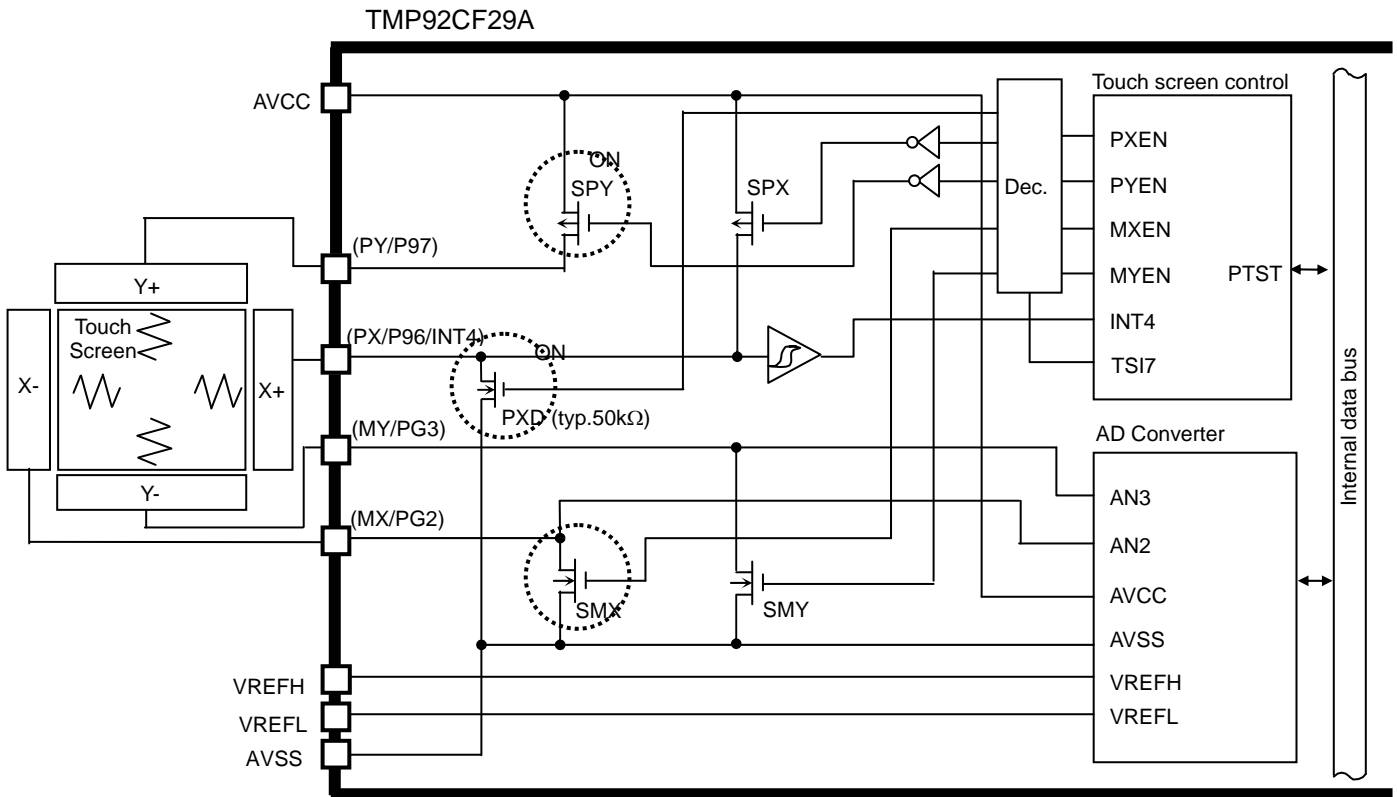 TMP92CF29A
AVCC
Touch screen control
ON
SPY
SPX
Dec.
PXEN
PYEN
MXEN
MYEN
PTST
INT4
TSI7
(PY/P97)
Y+
Touch
Screen
X-
X+
Y-
(PX/P96/INT4)
ON
PXD (typ.50kΩ)
(MY/PG3)
(MX/PG2)
SMX
SMY
AD Converter
AN3
AN2
AVCC
AVSS
VREFH
VREFL
Internal data bus
VREFH
VREFL
AVSS